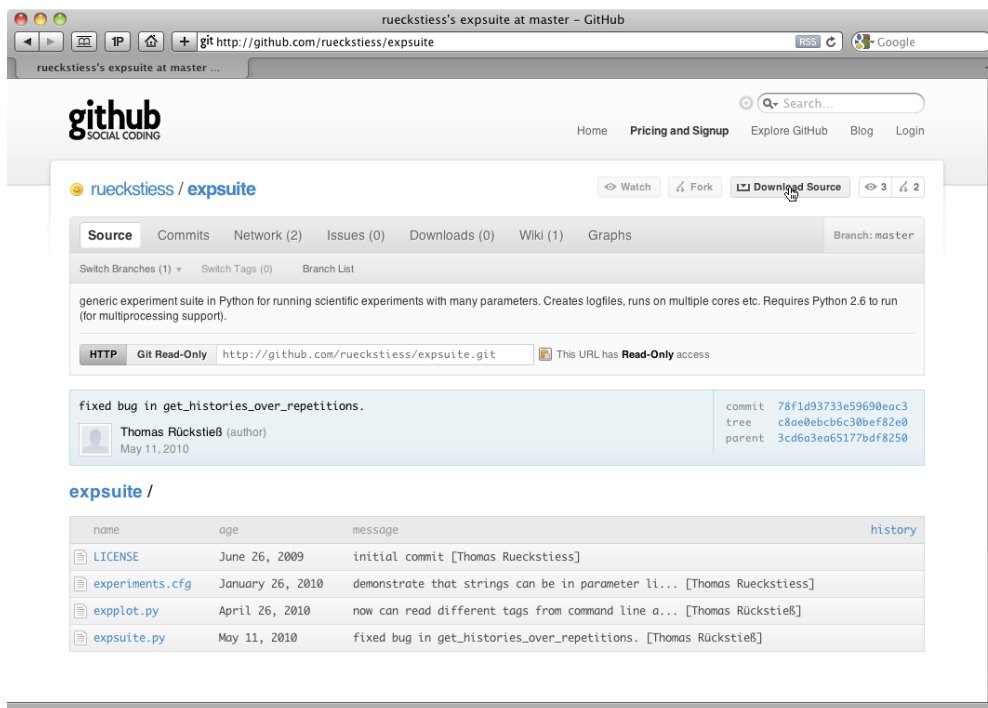 rueckstiess's expsuite at master – GitHub
1P + git http://github.com/rueckstiess/expsuite RSS Google
rueckstiess's expsuite at master ...
github
SOCIAL CODING
Search...
Home Pricing and Signup Explore GitHub Blog Login
rueckstiess / expsuite
Watch Fork Download Source 3 2
Source Commits Network (2) Issues (0) Downloads (0) Wiki (1) Graphs Branch: master
Switch Branches (1) Switch Tags (0) Branch List
generic experiment suite in Python for running scientific experiments with many parameters. Creates logfiles, runs on multiple cores etc. Requires Python 2.6 to run
(for multiprocessing support).
HTTP Git Read-Only http://github.com/rueckstiess/expsuite.git This URL has Read-Only access
fixed bug in get_histories_over_repetitions.
Thomas Rückstieß (author)
May 11, 2010
commit 78f1d93733e59690eac3
tree c8ae0ebcb6c30bef82e0
parent 3cd6a3ea65177bdf8250
expsuite /
name age message history
LICENSE June 26, 2009 initial commit [Thomas Rueckstiess]
experiments.cfg January 26, 2010 demonstrate that strings can be in parameter li... [Thomas Rueckstiess]
expplot.py April 26, 2010 now can read different tags from command line a... [Thomas Rückstieß]
expsuite.py May 11, 2010 fixed bug in get_histories_over_repetitions. [Thomas Rückstieß]